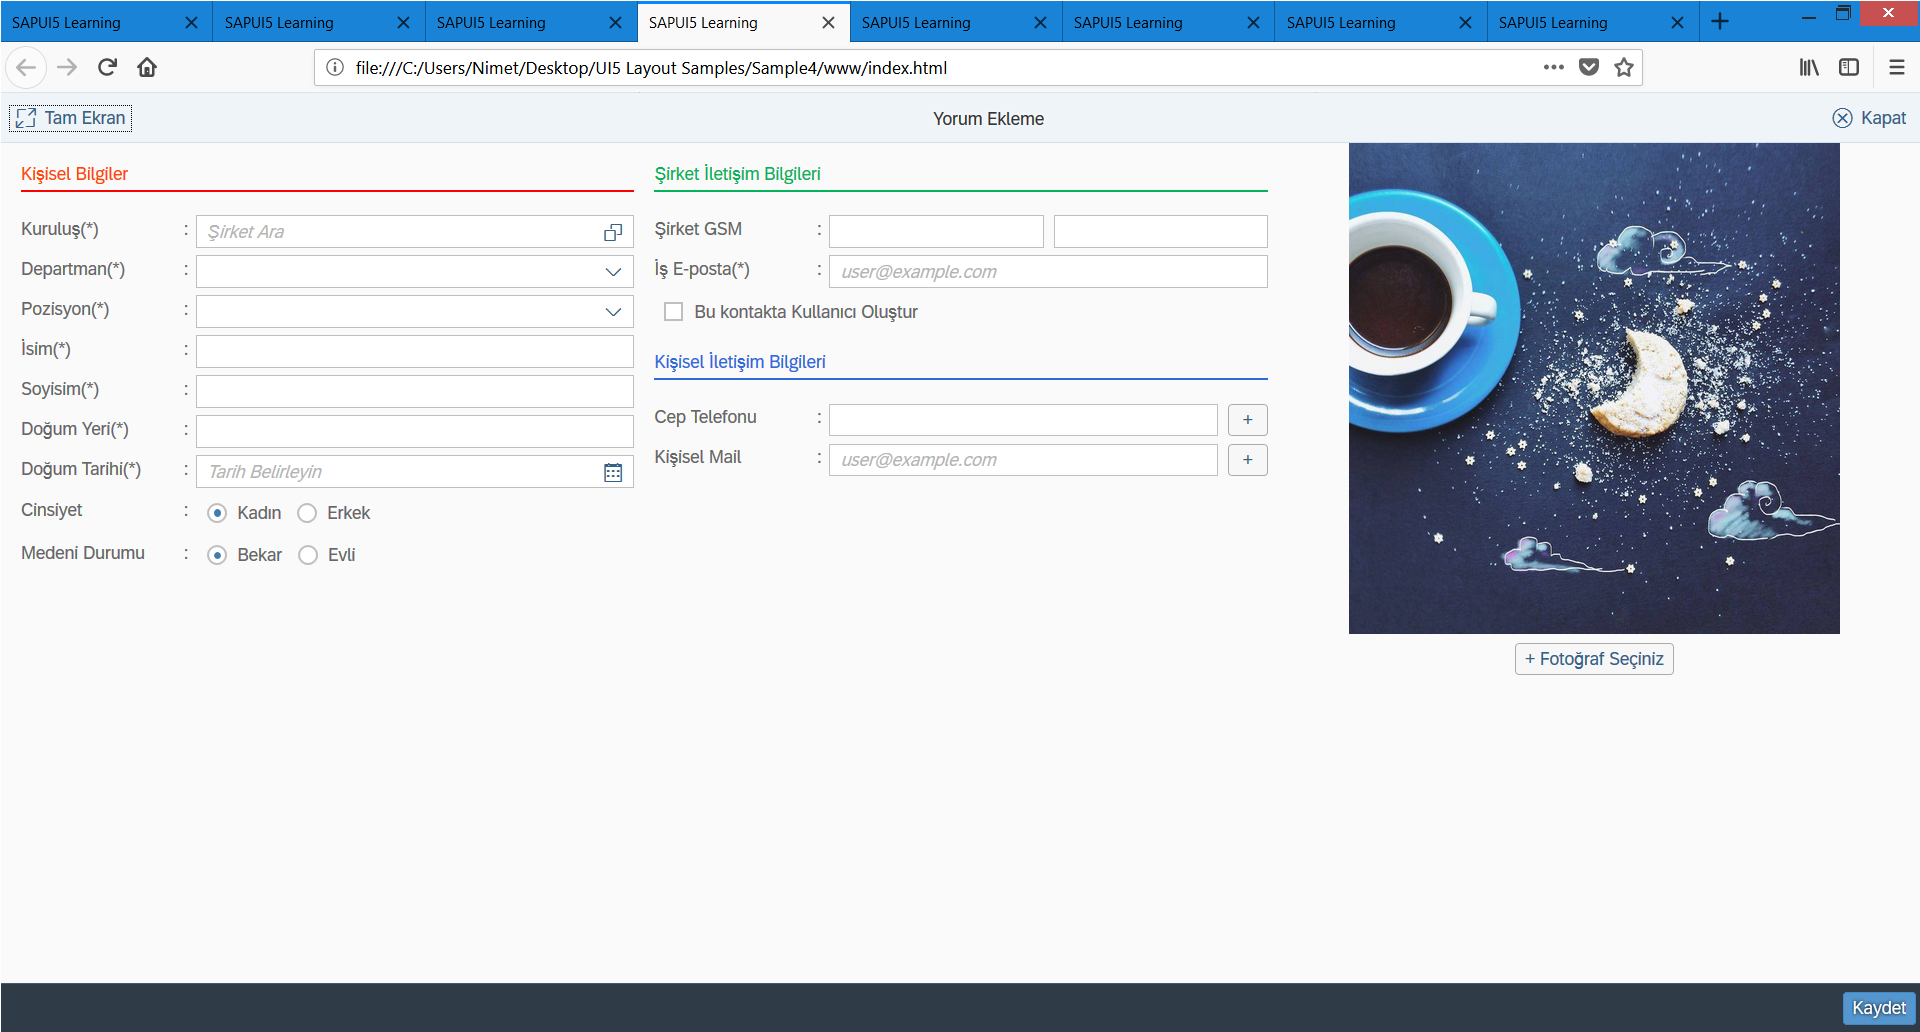 SAPUI5 Learning SAPUI5 Learning SAPUI5 Learning SAPUI5 Learning SAPUI5 Learning SAPUI5 Learning SAPUI5 Learning SAPUI5 Learning
file:///C:/Users/Nimet/Desktop/UI5 Layout Samples/Sample4/www/index.html
Tam Ekran Yorum Ekleme Kapat
Kişisel Bilgiler
Kuruluş(*) : Şirket Ara
Departman(*) :
Pozisyon(*) :
İsim(*) :
Soyisim(*) :
Doğum Yeri(*) :
Doğum Tarihi(*) : Tarih Belirleyin
Cinsiyet : Kadın Erkek
Medeni Durumu : Bekar Evli
Şirket İletişim Bilgileri
Şirket GSM :
İş E-posta(*) : user@example.com
Bu kontakta Kullanıcı Oluştur
Kişisel İletişim Bilgileri
Cep Telefonu : +
Kişisel Mail : user@example.com +
+ Fotoğraf Seçiniz
Kaydet